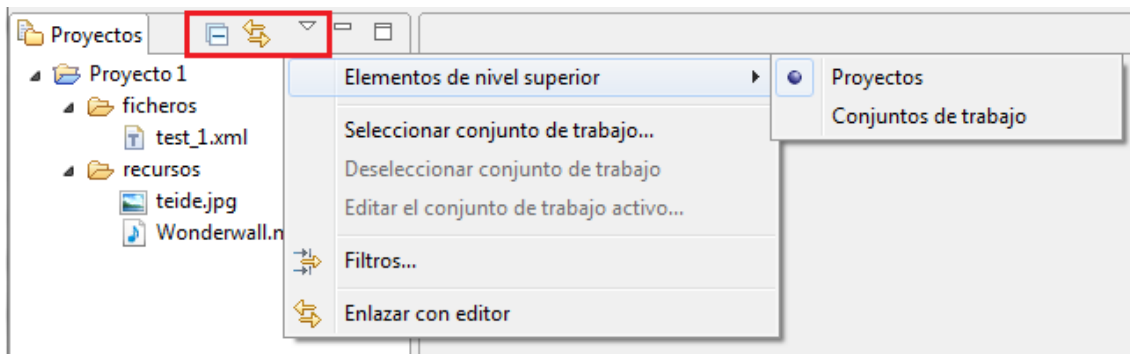 Proyectos
Proyecto 1
ficheros
test_1.xml
recursos
teide.jpg
Wonderwall.n
Elementos de nivel superior
Seleccionar conjunto de trabajo...
Deseleccionar conjunto de trabajo
Editar el conjunto de trabajo activo...
Filtros...
Enlazar con editor
Proyectos
Conjuntos de trabajo